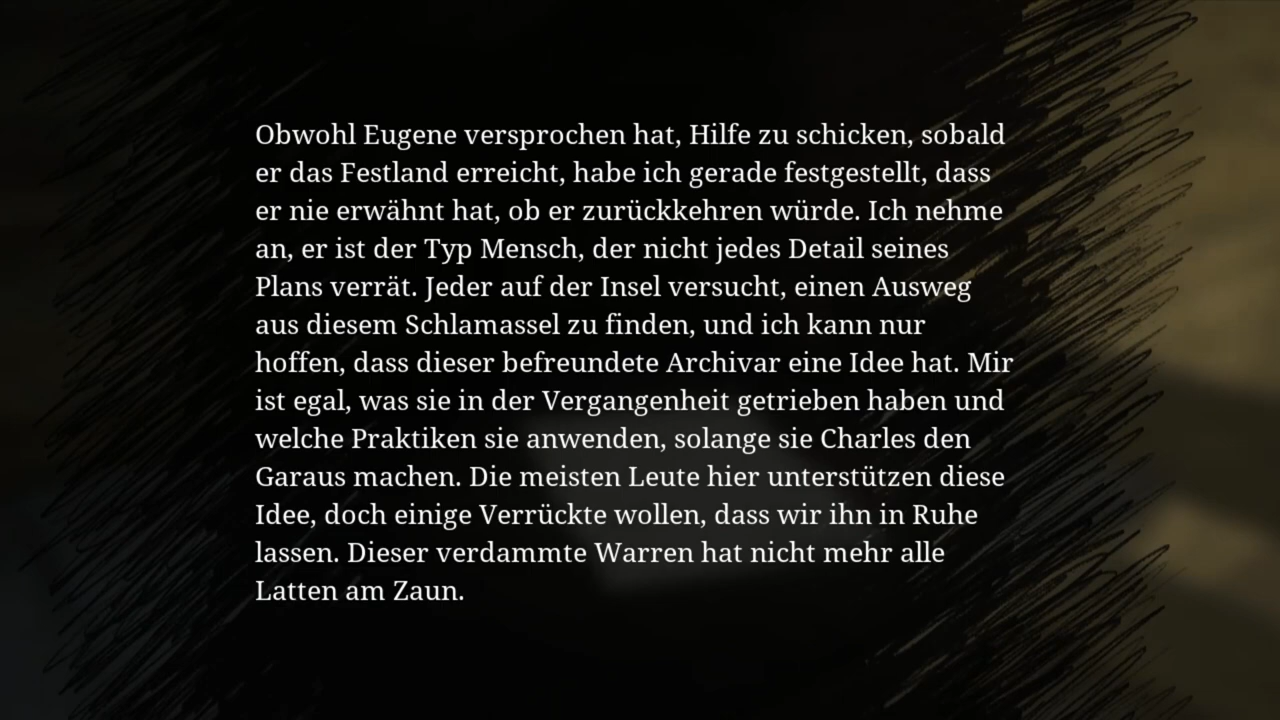 Obwohl Eugene versprochen hat, Hilfe zu schicken, sobald
er das Festland erreicht, habe ich gerade festgestellt, dass
er nie erwähnt hat, ob er zurückkehren würde. Ich nehme
an, er ist der Typ Mensch, der nicht jedes Detail seines
Plans verrät. Jeder auf der Insel versucht, einen Ausweg
aus diesem Schlamassel zu finden, und ich kann nur
hoffen, dass dieser befreundete Archivar eine Idee hat. Mir
ist egal, was sie in der Vergangenheit getrieben haben und
welche Praktiken sie anwenden, solange sie Charles den
Garaus machen. Die meisten Leute hier unterstützen diese
Idee, doch einige Verrückte wollen, dass wir ihn in Ruhe
lassen. Dieser verdammte Warren hat nicht mehr alle
Latten am Zaun.